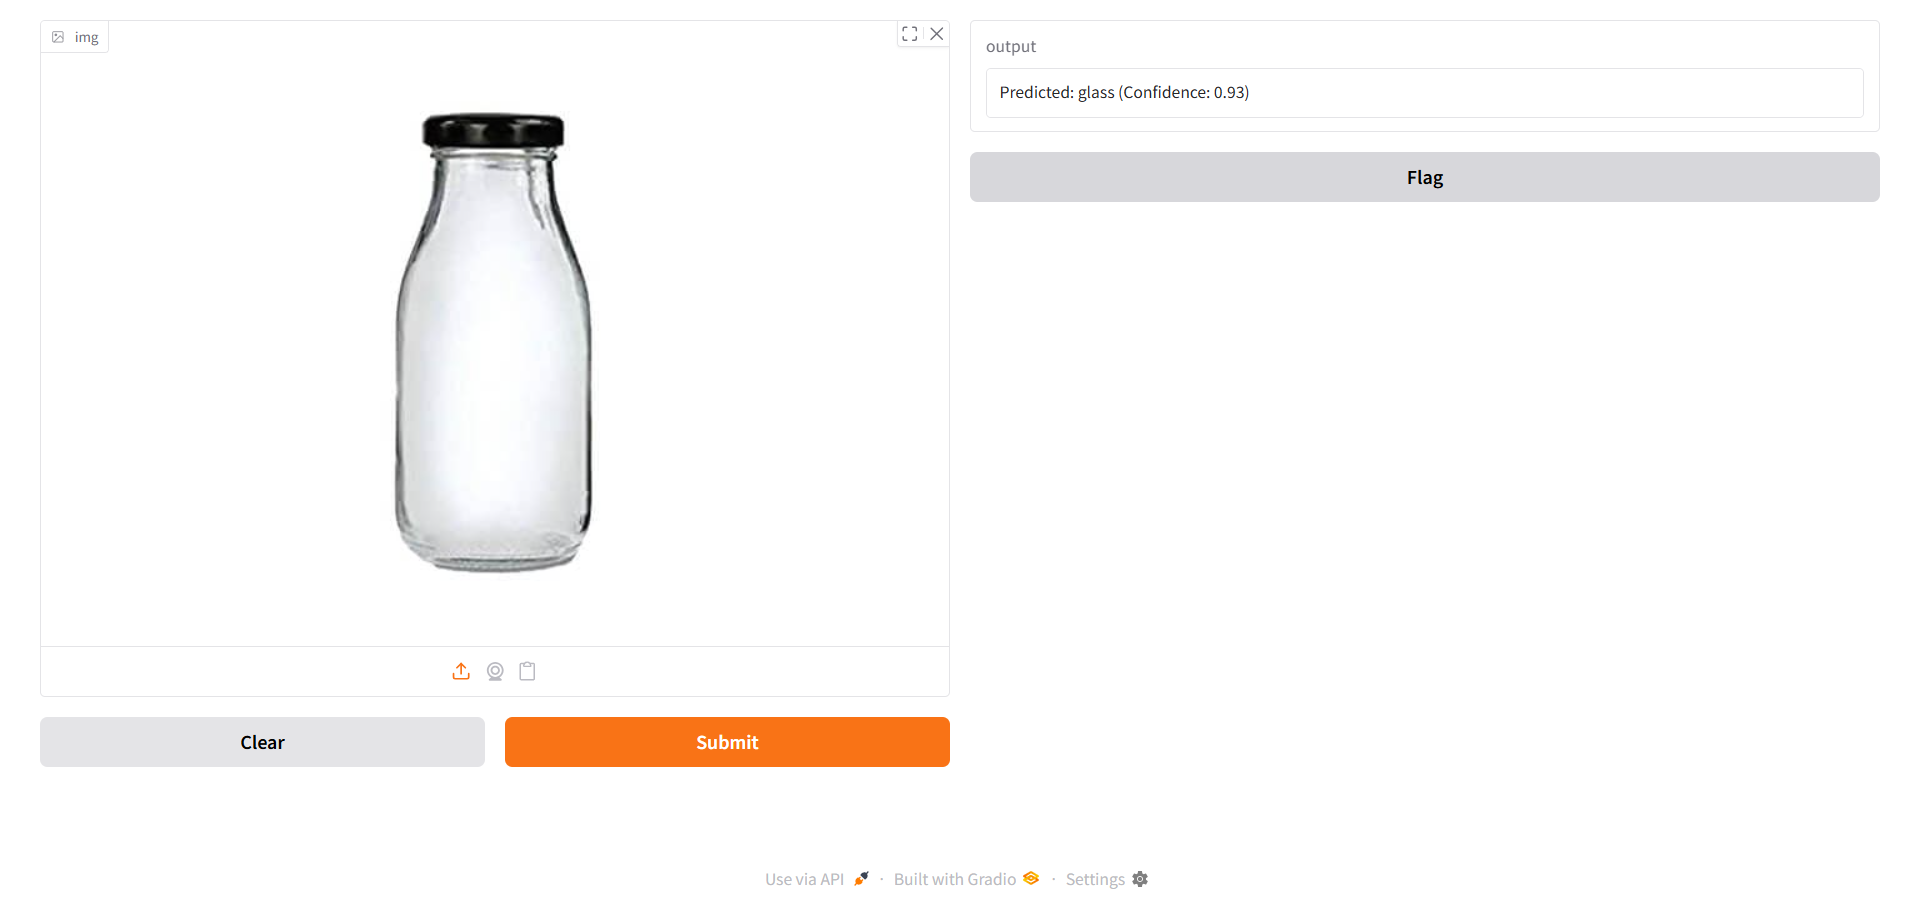 img
output
Predicted: glass (Confidence: 0.93)
Flag
Clear
Submit
Use via API · Built with Gradio · Settings